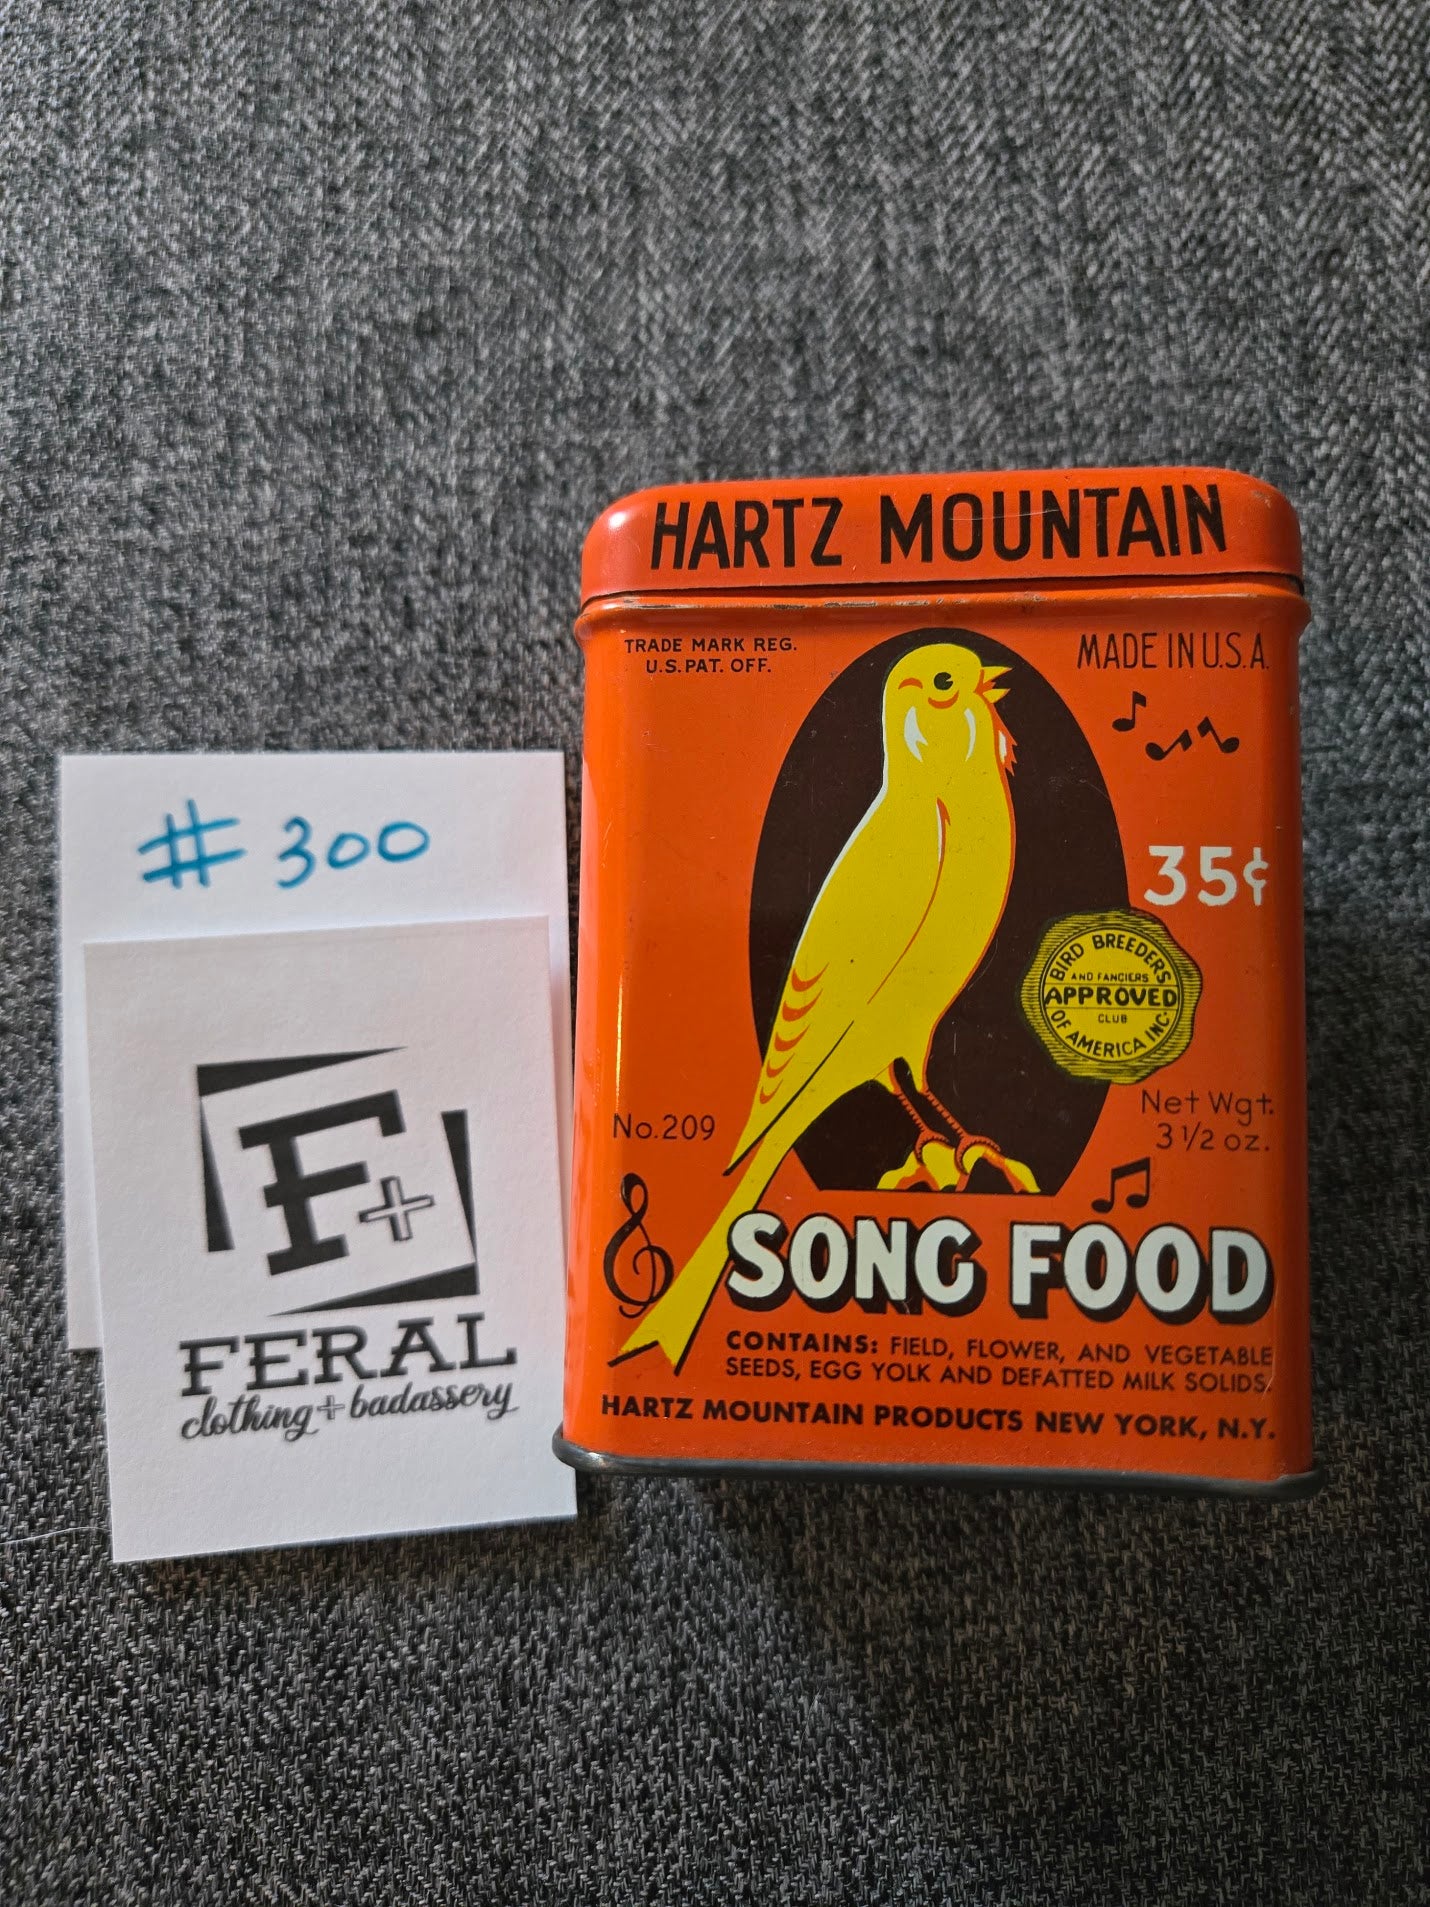 # 300
F+
FERAL
clothing + badassery
HARTZ MOUNTAIN
TRADE MARK REG.
U.S. PAT. OFF.
MADE IN U.S.A.
35¢
BIRD BREEDERS
AND FANCIERS
APPROVED
CLUB
OF AMERICA INC.
No. 209
Net Wgt.
3 1/2 oz.
SONG FOOD
CONTAINS: FIELD, FLOWER, AND VEGETABLE
SEEDS, EGG YOLK AND DEFATTED MILK SOLIDS.
HARTZ MOUNTAIN PRODUCTS NEW YORK, N.Y.